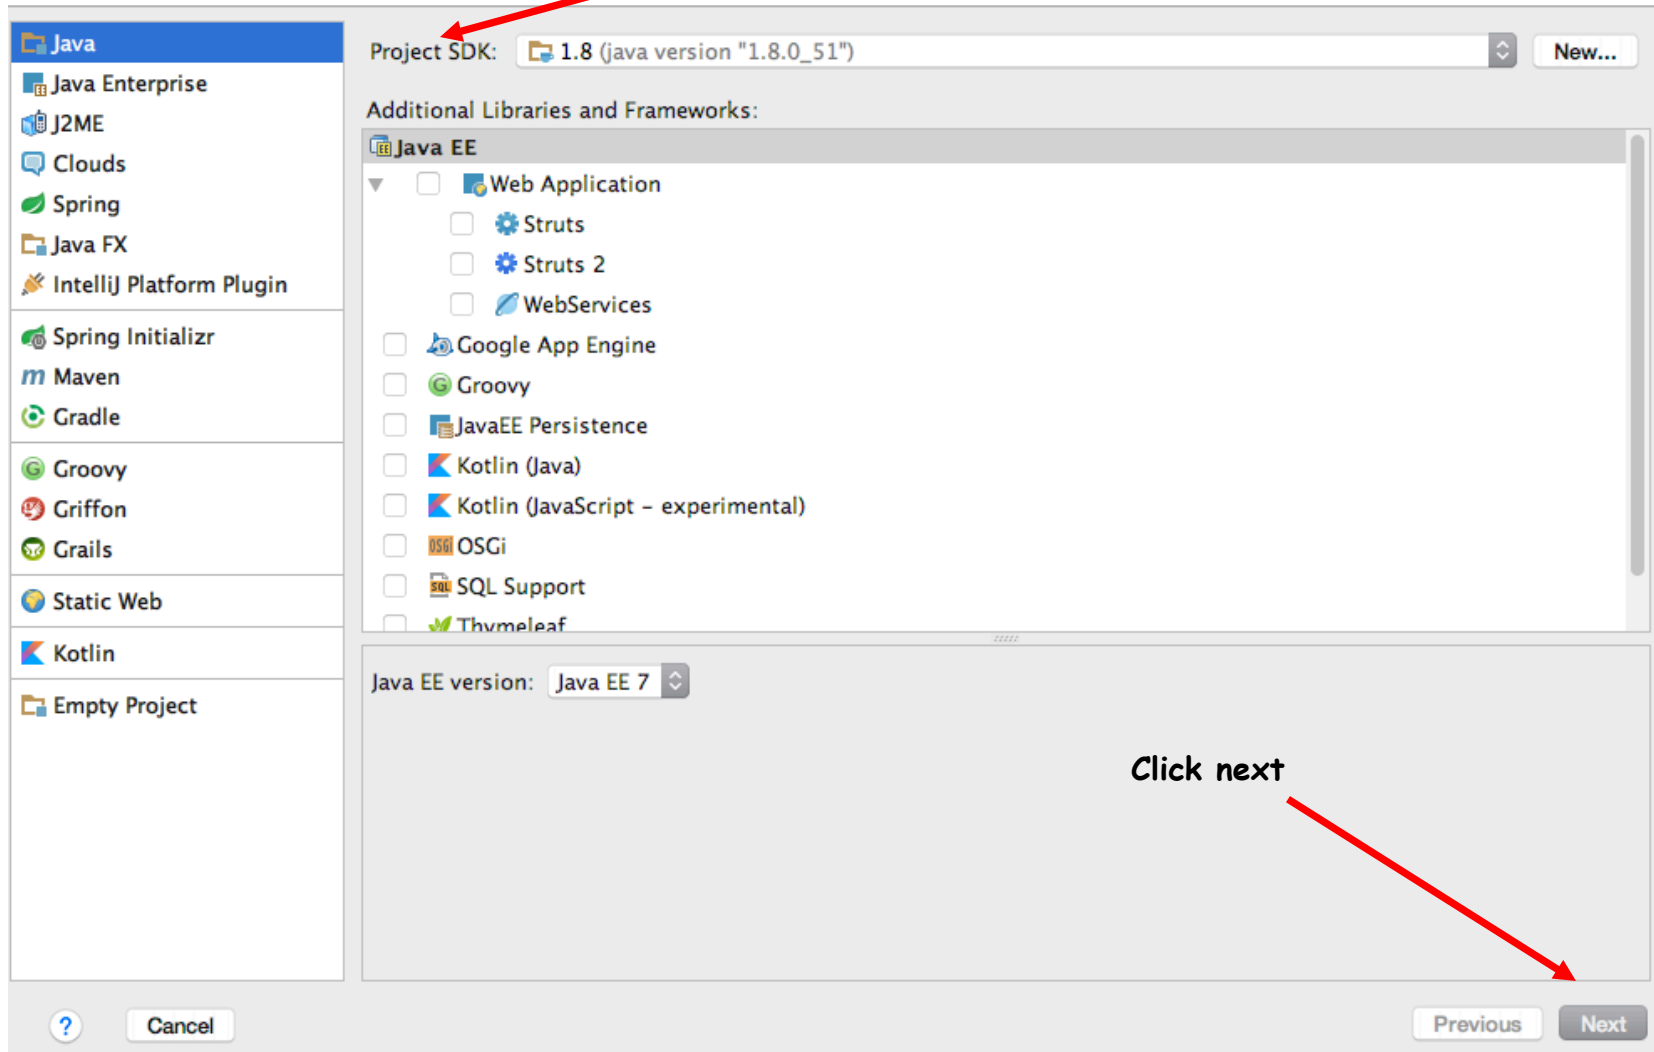 Java
Java Enterprise
J2ME
Clouds
Spring
Java FX
IntelliJ Platform Plugin
Spring Initializr
Maven
Gradle
Groovy
Griffon
Grails
Static Web
Kotlin
Empty Project
Project SDK: 1.8 (java version "1.8.0_51") New...
Additional Libraries and Frameworks:
Java EE
Web Application
Struts
Struts 2
WebServices
Google App Engine
Groovy
JavaEE Persistence
Kotlin (Java)
Kotlin (JavaScript – experimental)
OSGi
SQL Support
Thymeleaf
Java EE version: Java EE 7
Click next
? Cancel Previous Next